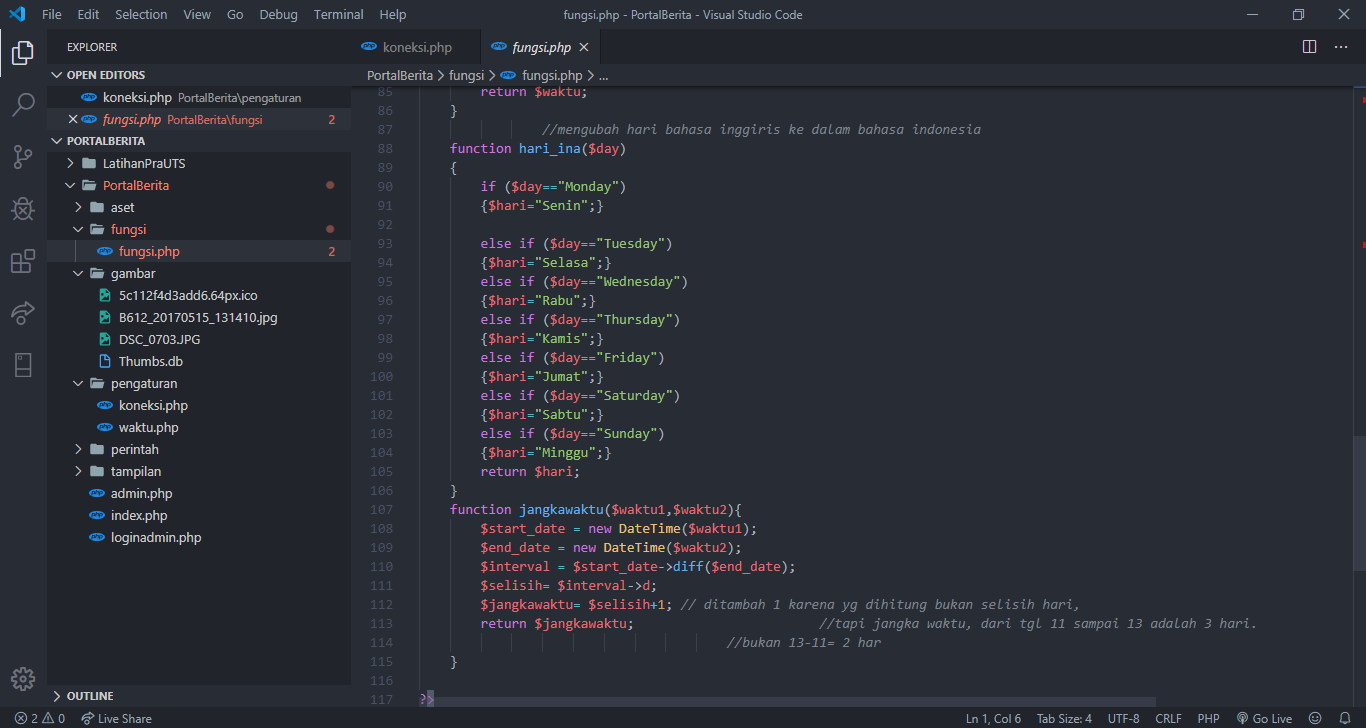 File Edit Selection View Go Debug Terminal Help
fungsi.php - PortalBerita - Visual Studio Code
EXPLORER
OPEN EDITORS
koneksi.php PortalBerita\pengaturan
fungsi.php PortalBerita\fungsi 2
PORTALBERITA
LatihanPraUTS
PortalBerita
aset
fungsi
fungsi.php 2
gambar
5c112f4d3add6.64px.ico
B612_20170515_131410.jpg
DSC_0703.JPG
Thumbs.db
pengaturan
koneksi.php
waktu.php
perintah
tampilan
admin.php
index.php
loginadmin.php
OUTLINE
koneksi.php fungsi.php
PortalBerita > fungsi > fungsi.php > ...
85 return $waktu;
86 }
87 //mengubah hari bahasa inggiris ke dalam bahasa indonesia
88 function hari_ina($day)
89 {
90 if ($day=="Monday")
91 {$hari="Senin";}
92
93 else if ($day=="Tuesday")
94 {$hari="Selasa";}
95 else if ($day=="Wednesday")
96 {$hari="Rabu";}
97 else if ($day=="Thursday")
98 {$hari="Kamis";}
99 else if ($day=="Friday")
100 {$hari="Jumat";}
101 else if ($day=="Saturday")
102 {$hari="Sabtu";}
103 else if ($day=="Sunday")
104 {$hari="Minggu";}
105 return $hari;
106 }
107 function jangkawaktu($waktu1,$waktu2){
108 $start_date = new DateTime($waktu1);
109 $end_date = new DateTime($waktu2);
110 $interval = $start_date->diff($end_date);
111 $selisih= $interval->d;
112 $jangkawaktu= $selisih+1; // ditambah 1 karena yg dihitung bukan selisih hari,
113 return $jangkawaktu; //tapi jangka waktu, dari tgl 11 sampai 13 adalah 3 hari.
114 //bukan 13-11= 2 har
115 }
116
117 ?>
2 0 Live Share Ln 1, Col 6 Tab Size: 4 UTF-8 CRLF PHP Go Live